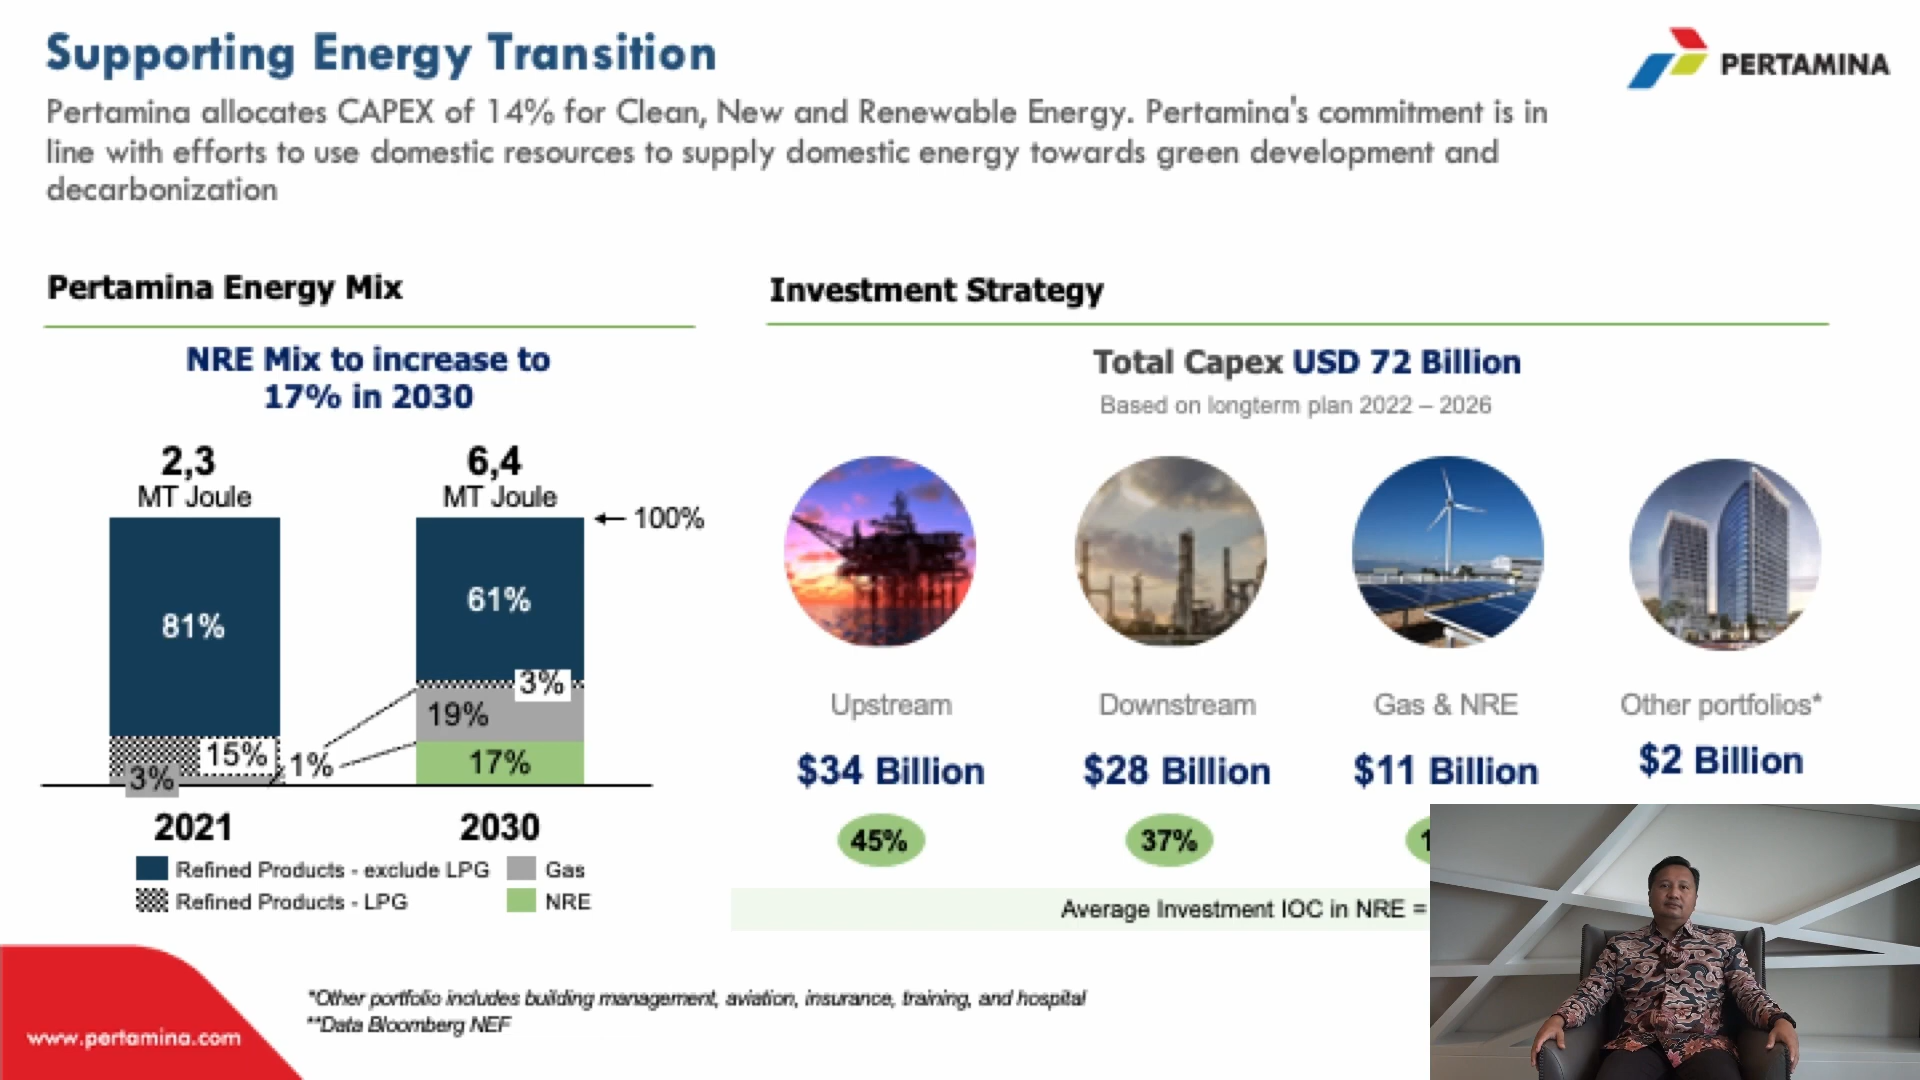 Supporting Energy Transition
PERTAMINA
Pertamina allocates CAPEX of 14% for Clean, New and Renewable Energy. Pertamina's commitment is in
line with efforts to use domestic resources to supply domestic energy towards green development and
decarbonization
Pertamina Energy Mix
NRE Mix to increase to
17% in 2030
2,3
MT Joule
6,4
MT Joule
100%
81%
61%
3%
19%
15%
1%
17%
3%
2021
2030
Refined Products - exclude LPG
Gas
Refined Products - LPG
NRE
Investment Strategy
Total Capex USD 72 Billion
Based on longterm plan 2022 – 2026
Upstream
Downstream
Gas & NRE
Other portfolios*
$34 Billion
$28 Billion
$11 Billion
$2 Billion
45%
37%
Average Investment IOC in NRE =
*Other portfolio includes building management, aviation, insurance, training, and hospital
**Data Bloomberg NEF
www.pertamina.com